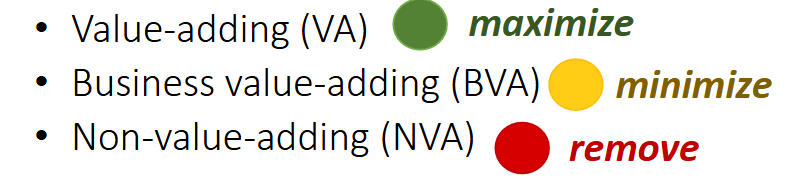 • Value-adding (VA) maximize
• Business value-adding (BVA) minimize
• Non-value-adding (NVA) remove